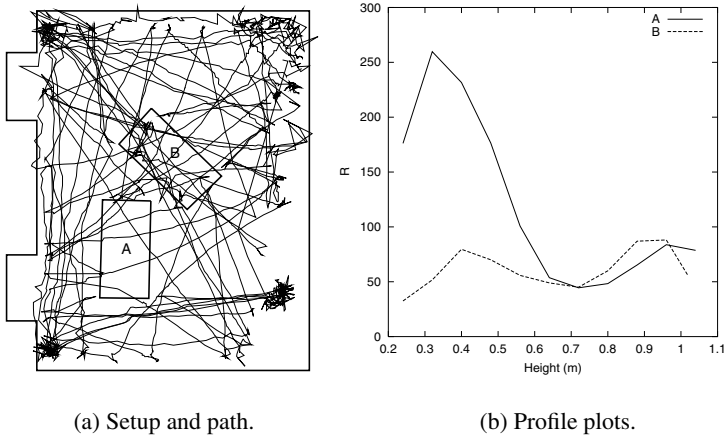 A
B
300
250
200
150
100
50
0
R
0.2 0.3 0.4 0.5 0.6 0.7 0.8 0.9 1 1.1
Height (m)
A
B
(a) Setup and path.
(b) Profile plots.